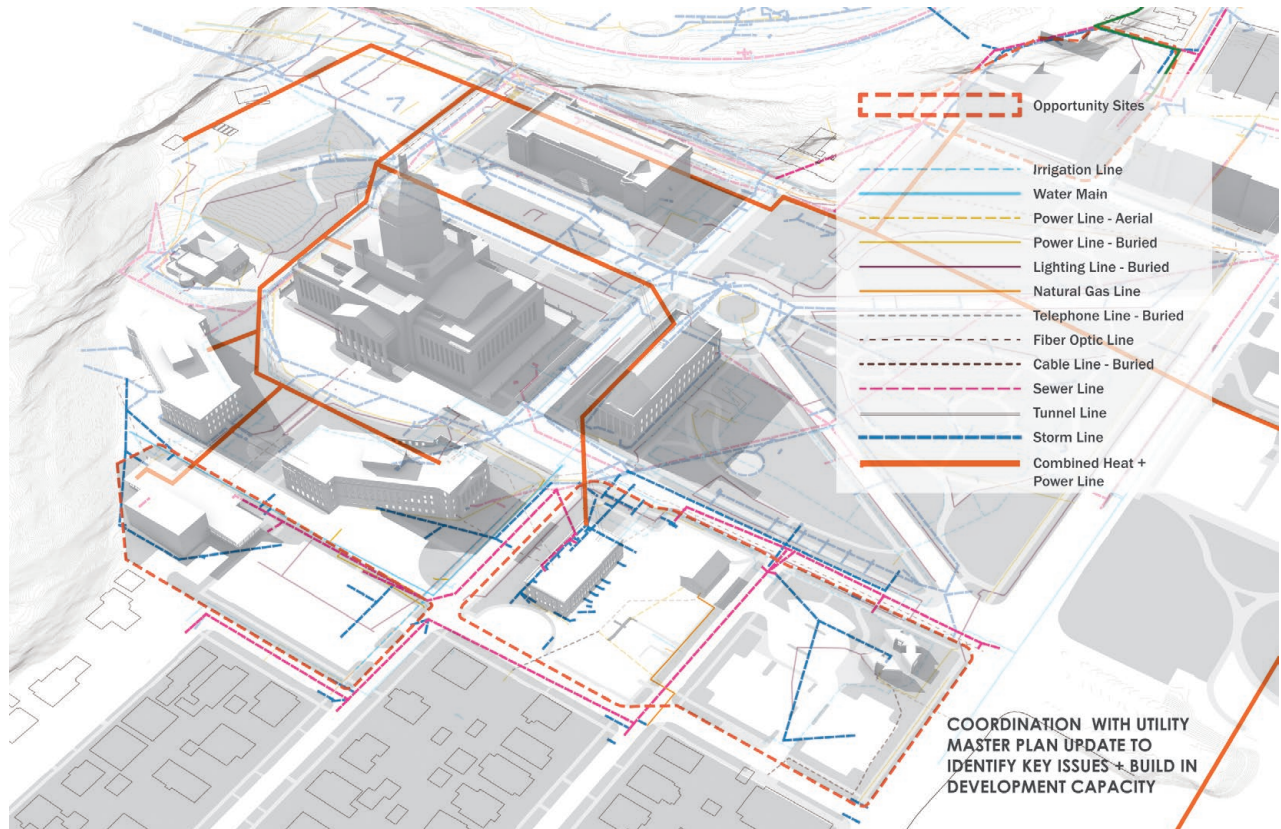 Opportunity Sites
Irrigation Line
Water Main
Power Line - Aerial
Power Line - Buried
Lighting Line - Buried
Natural Gas Line
Telephone Line - Buried
Fiber Optic Line
Cable Line - Buried
Sewer Line
Tunnel Line
Storm Line
Combined Heat +
Power Line
COORDINATION WITH UTILITY
MASTER PLAN UPDATE TO
IDENTIFY KEY ISSUES + BUILD IN
DEVELOPMENT CAPACITY